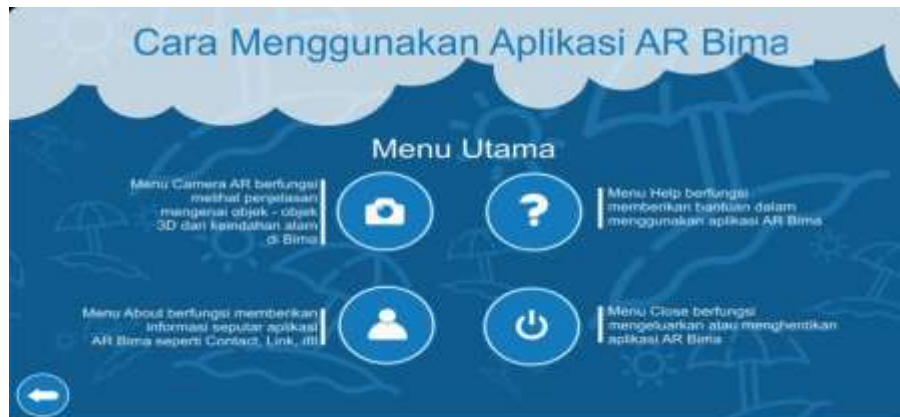 Cara Menggunakan Aplikasi AR Bima
Menu Utama
Menu Camera AR berfungsi
melihat penjelasan
mengenai objek - objek
3D dari keindahan alam
di Bima
Menu Help berfungsi
memberikan bantuan dalam
menggunakan aplikasi AR Bima
Menu About berfungsi memberikan
informasi seputar aplikasi
AR Bima seperti Contact, Link, dll
Menu Close berfungsi
mengeluarkan atau menghentikan
aplikasi AR Bima